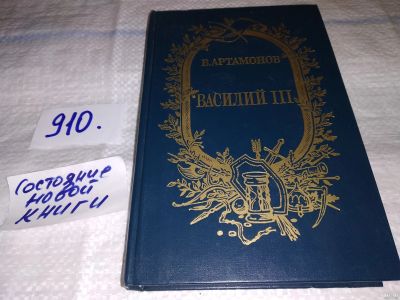 В. АРТАМОНОВ
ВАСИЛИЙ III
910.
Состояние
новой
книги